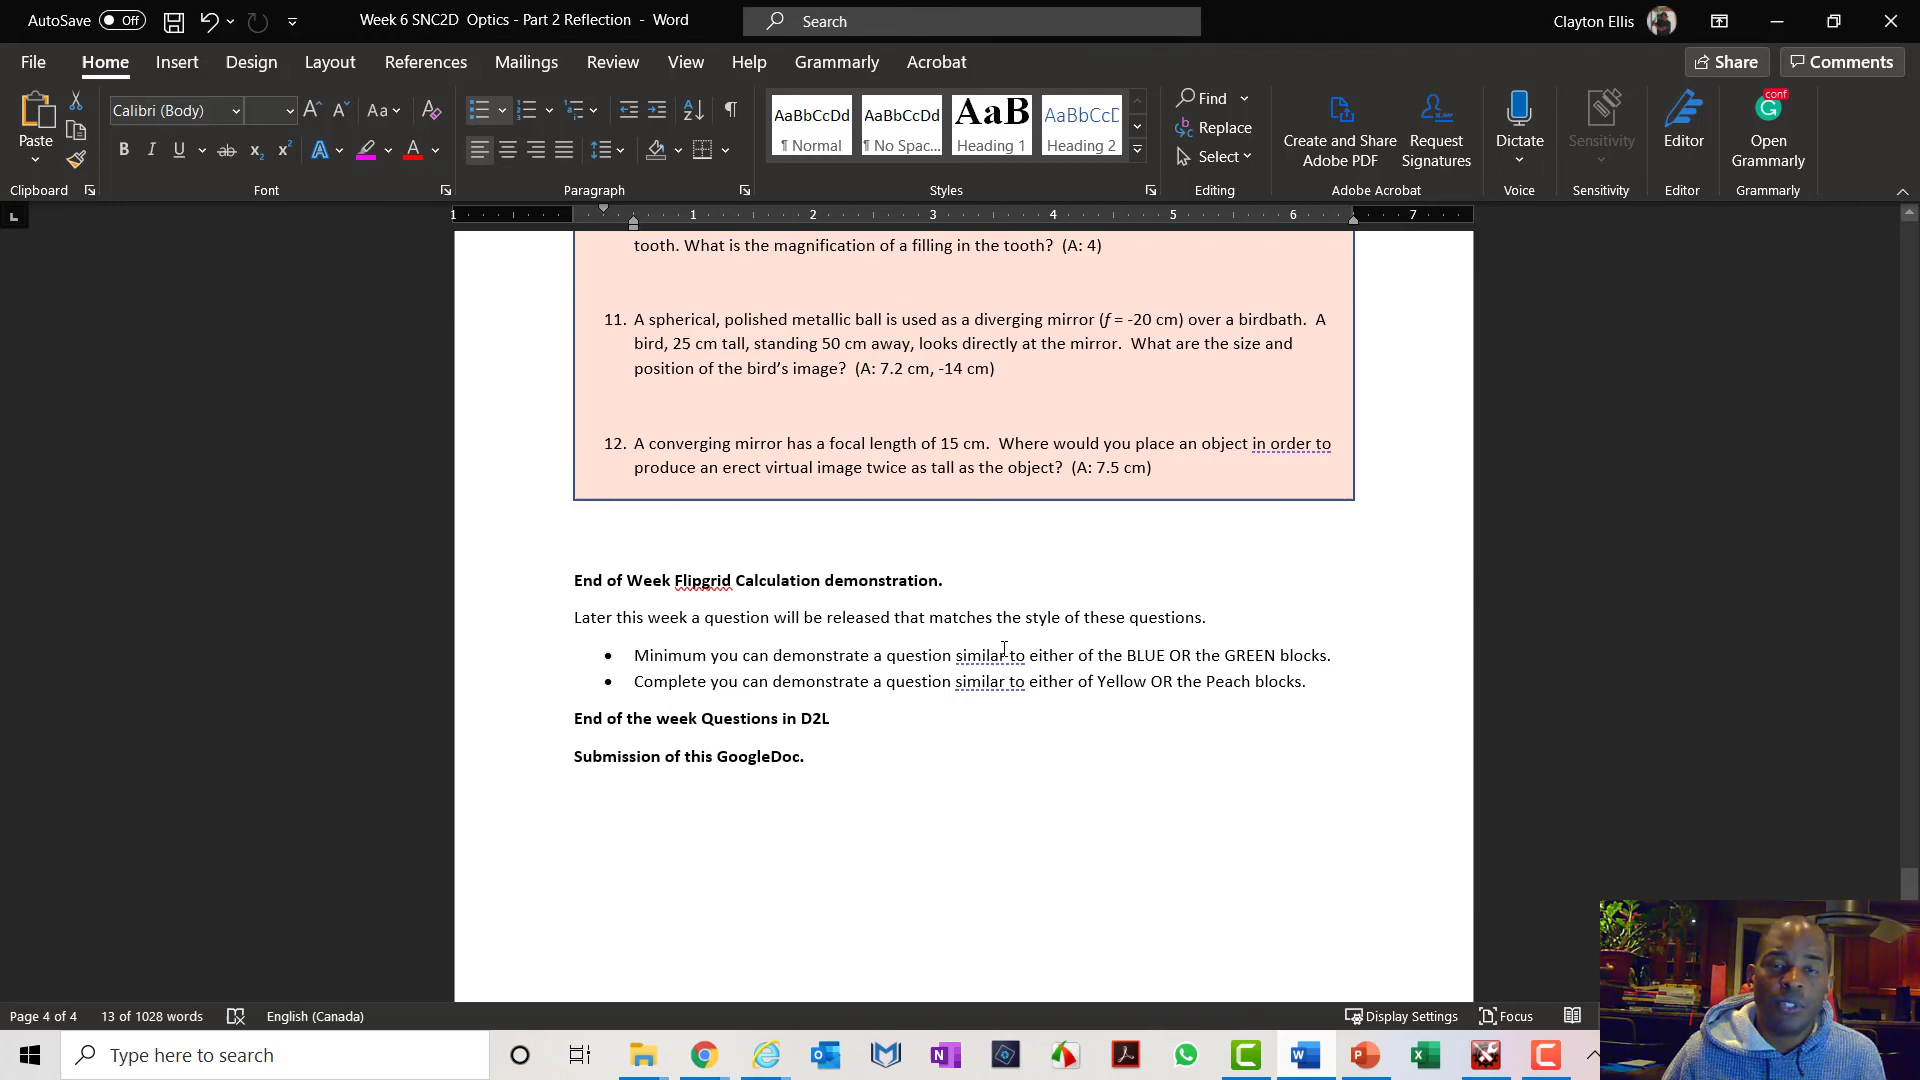 AutoSave Off
Week 6 SNC2D Optics - Part 2 Reflection - Word
Search
Clayton Ellis
File Home Insert Design Layout References Mailings Review View Help Grammarly Acrobat
Share Comments
Paste
Calibri (Body)
Clipboard Font Paragraph
AaBbCcDd ¶ Normal
AaBbCcDd ¶ No Spac...
AaB Heading 1
AaBbCcD Heading 2
Styles
Find
Replace
Select
Editing
Create and Share Adobe PDF
Request Signatures
Adobe Acrobat
Dictate
Voice
Sensitivity
Sensitivity
Editor
Editor
conf
Open Grammarly
Grammarly
1 1 2 3 4 5 6 7
tooth. What is the magnification of a filling in the tooth? (A: 4)
11. A spherical, polished metallic ball is used as a diverging mirror (f = -20 cm) over a birdbath. A
bird, 25 cm tall, standing 50 cm away, looks directly at the mirror. What are the size and
position of the bird's image? (A: 7.2 cm, -14 cm)
12. A converging mirror has a focal length of 15 cm. Where would you place an object in order to
produce an erect virtual image twice as tall as the object? (A: 7.5 cm)
End of Week Flipgrid Calculation demonstration.
Later this week a question will be released that matches the style of these questions.
• Minimum you can demonstrate a question similar to either of the BLUE OR the GREEN blocks.
• Complete you can demonstrate a question similar to either of Yellow OR the Peach blocks.
End of the week Questions in D2L
Submission of this GoogleDoc.
Page 4 of 4 13 of 1028 words English (Canada)
Display Settings Focus
Type here to search